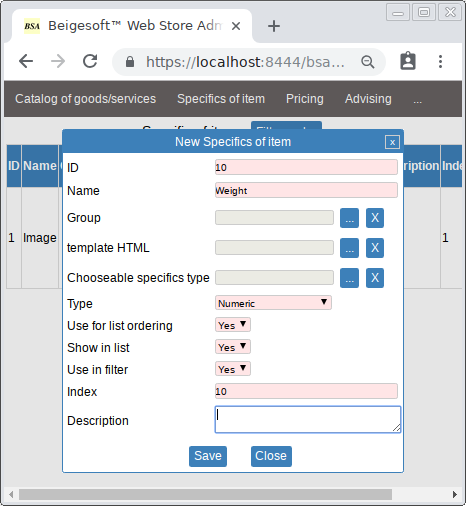 BSA Beigesoft™ Web Store Adm
https://localhost:8444/bsa...
Catalog of goods/services Specifics of item Pricing Advising ...
New Specifics of item x
ID Name ription Inde
ID 10
Name Weight
Group ... X
1 Image 1
template HTML ... X
Chooseable specifics type ... X
Type Numeric
Use for list ordering Yes
Show in list Yes
Use in filter Yes
Index 10
Description
Save Close